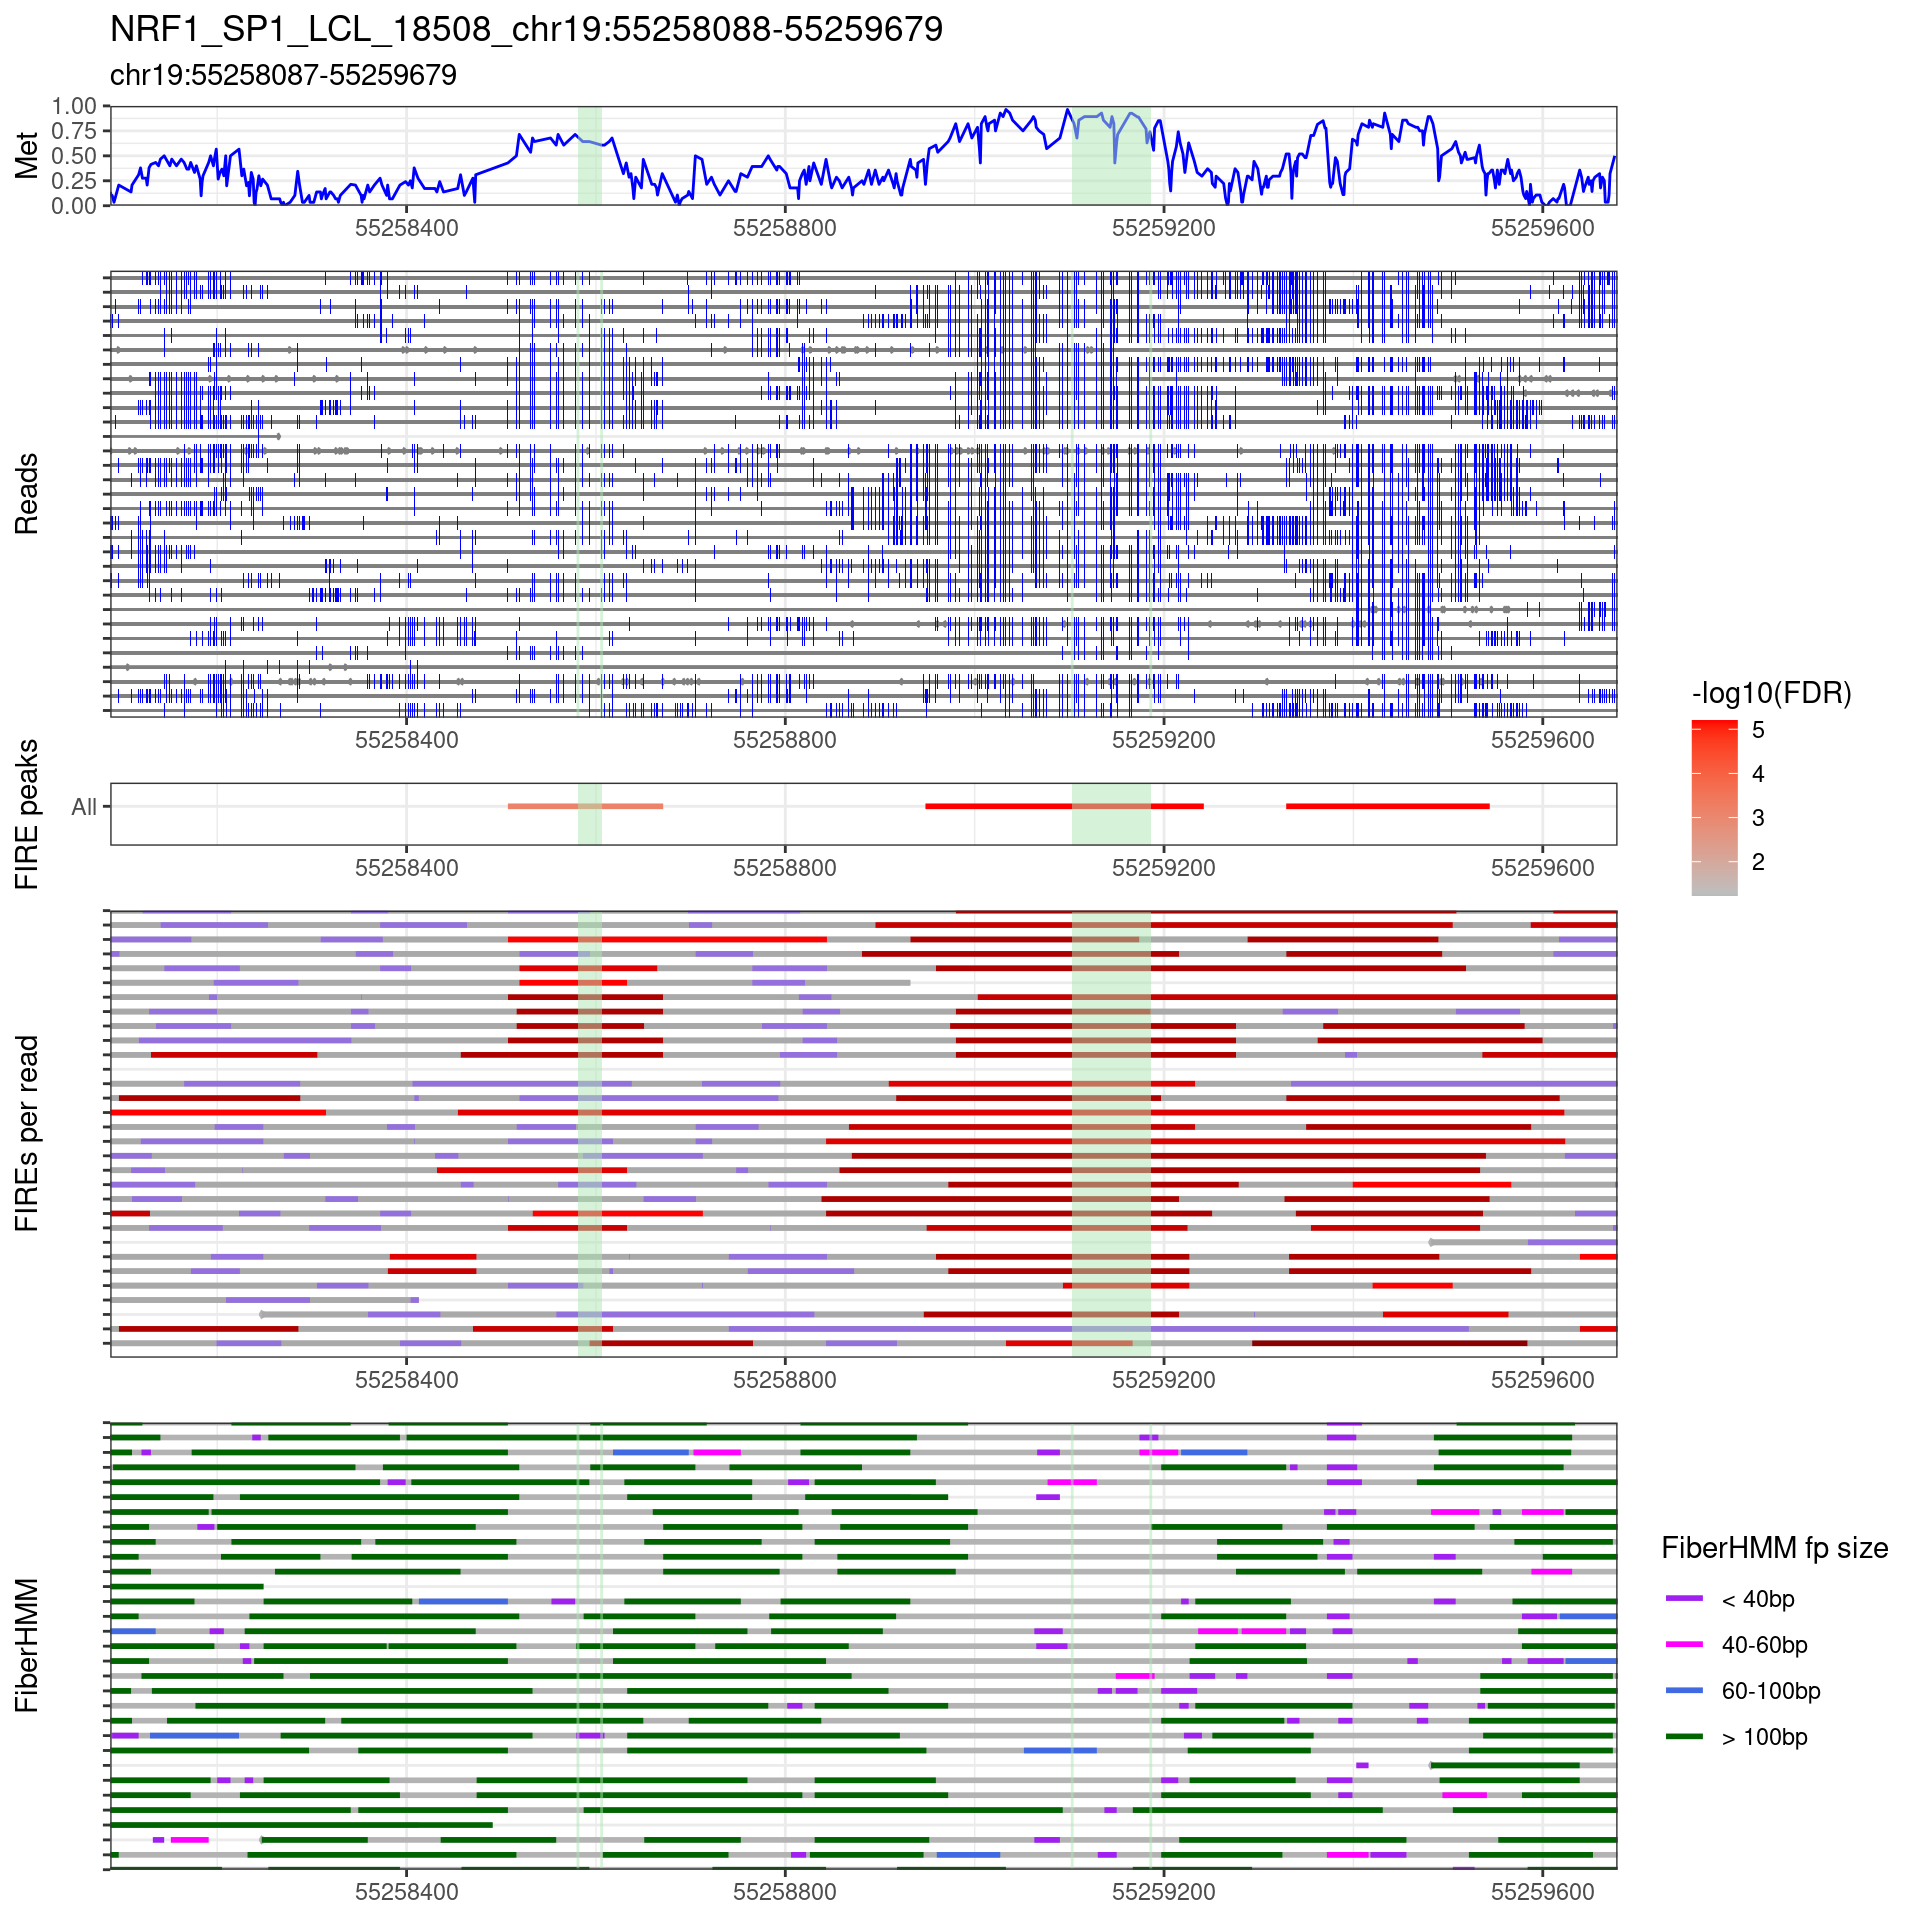 NRF1_SP1_LCL_18508_chr19:55258088-55259679
chr19:55258087-55259679
Met
1.00
0.75
0.50
0.25
0.00
55258400 55258800 55259200 55259600
Reads
55258400 55258800 55259200 55259600
FIRE peaks
All
55258400 55258800 55259200 55259600
-log10(FDR)
5
4
3
2
FIREs per read
55258400 55258800 55259200 55259600
FiberHMM
55258400 55258800 55259200 55259600
FiberHMM fp size
< 40bp
40-60bp
60-100bp
> 100bp